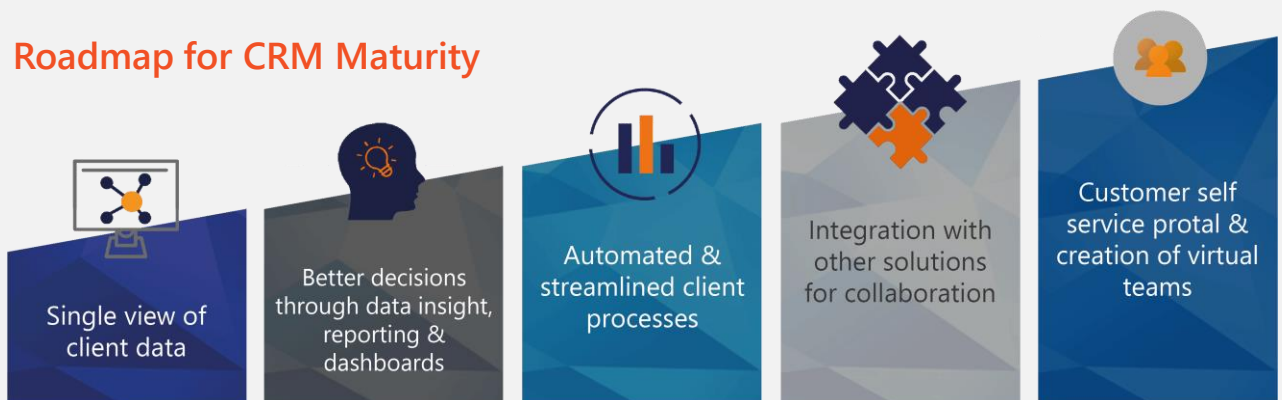 Roadmap for CRM Maturity
Single view of
client data
Better decisions
through data insight,
reporting &
dashboards
Automated &
streamlined client
processes
Integration with
other solutions
for collaboration
Customer self
service protal &
creation of virtual
teams